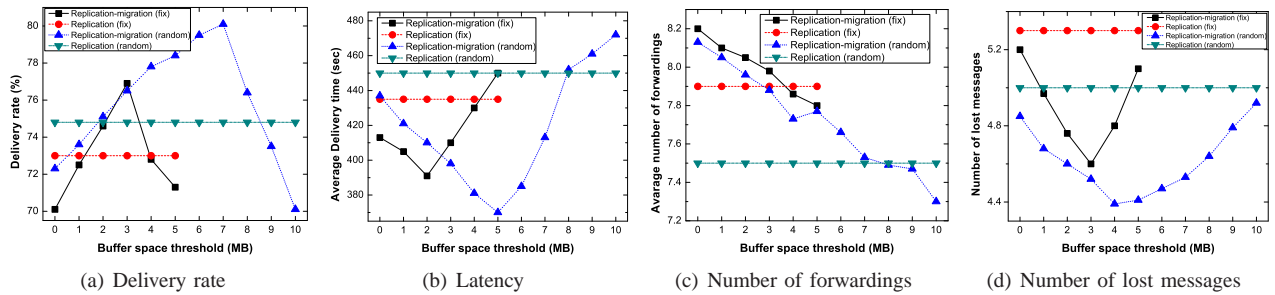 Replication-migration (fix)
Replication (fix)
Replication-migration (random)
Replication (random)
Delivery rate (%)
80
78
76
74
72
70
0 1 2 3 4 5 6 7 8 9 10
Buffer space threshold (MB)
(a) Delivery rate
Replication-migration (fix)
Replication (fix)
Replication-migration (random)
Replication (random)
Average Delivery time (sec)
500
480
460
440
420
400
380
360
0 1 2 3 4 5 6 7 8 9 10
Buffer space threshold (MB)
(b) Latency
Replication-migration (fix)
Replication (fix)
Replication-migration (random)
Replication (random)
Avarage number of forwardings
8.2
8.0
7.8
7.6
7.4
7.2
0 1 2 3 4 5 6 7 8 9 10
Buffer space threshold (MB)
(c) Number of forwardings
Replication-migration (fix)
Replication (fix)
Replication-migration (random)
Replication (random)
Number of lost messages
5.2
4.8
4.4
0 1 2 3 4 5 6 7 8 9 10
Buffer space threshold (MB)
(d) Number of lost messages